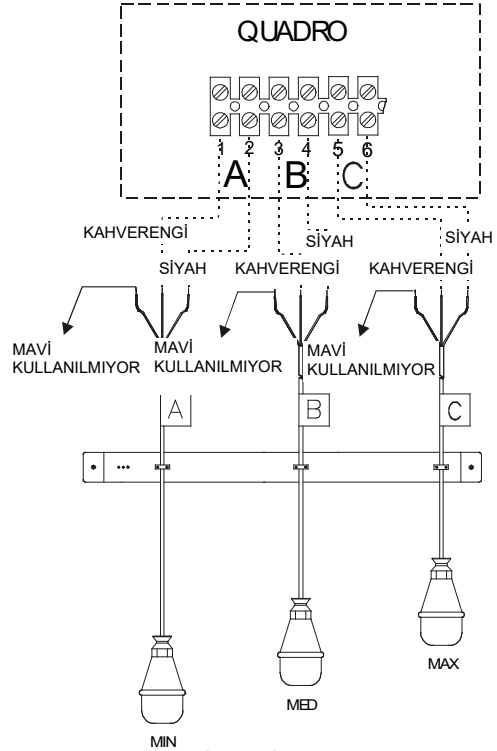 QUADRO
1 2 3 4 5 6
A B C
KAHVERENGİ
SİYAH
SİYAH
SİYAH
KAHVERENGİ
KAHVERENGİ
MAVİ
KULLANILMIYOR
MAVİ
KULLANILMIYOR
MAVİ
KULLANILMIYOR
A
B
C
MAX
MED
MIN